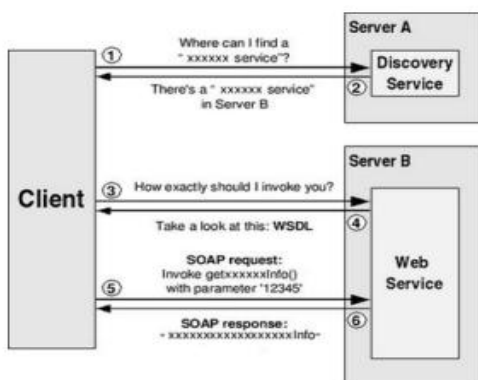 Server A
①
Where can I find a
" xxxxxx service"?
Discovery
Service
②
There's a " xxxxxx service"
in Server B
Client
Server B
③
How exactly should I invoke you?
④
Take a look at this: WSDL
SOAP request:
Invoke getxxxxxxInfo()
with parameter '12345'
Web
Service
⑤
⑥
SOAP response:
- xxxxxxxxxxxxxxxxxxInfo-